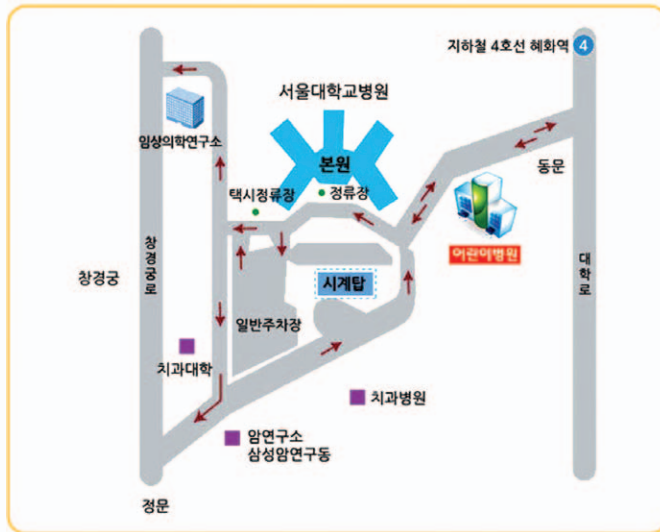 지하철 4호선 혜화역 4
서울대학교병원
임상의학연구소
본원
택시정류장
정류장
동문
어린이병원
창경궁
창경궁로
대학로
시계탑
일반주차장
치과대학
치과병원
암연구소
삼성암연구동
정문